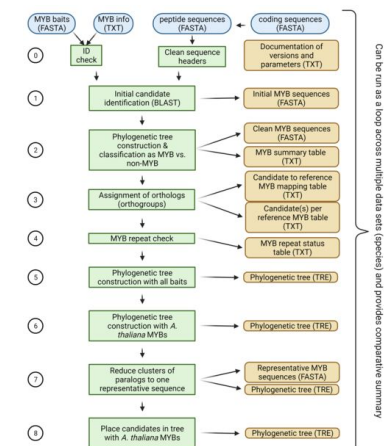 MYB baits
(FASTA)
MYB info
(TXT)
peptide sequences
(FASTA)
coding sequences
(FASTA)
0
ID
check
Clean sequence
headers
Documentation of
versions and
parameters (TXT)
1
Initial candidate
identification (BLAST)
Initial MYB sequences
(FASTA)
2
Phylogenetic tree
construction &
classification as MYB vs.
non-MYB
Clean MYB sequences
(FASTA)
MYB summary table
(TXT)
3
Assignment of orthologs
(orthogroups)
Candidate to reference
MYB mapping table
(TXT)
Candidate(s) per
reference MYB table
(TXT)
4
MYB repeat check
MYB repeat status
table (TXT)
5
Phylogenetic tree
construction with all baits
Phylogenetic tree (TRE)
6
Phylogenetic tree
construction with A.
thaliana MYBs
Phylogenetic tree (TRE)
7
Reduce clusters of
paralogs to one
representative sequence
Representative MYB
sequences (FASTA)
Phylogenetic tree (TRE)
8
Place candidates in tree
with A. thaliana MYBs
Phylogenetic tree (TRE)
Can be run as a loop across multiple data sets (species) and provides comparative summary